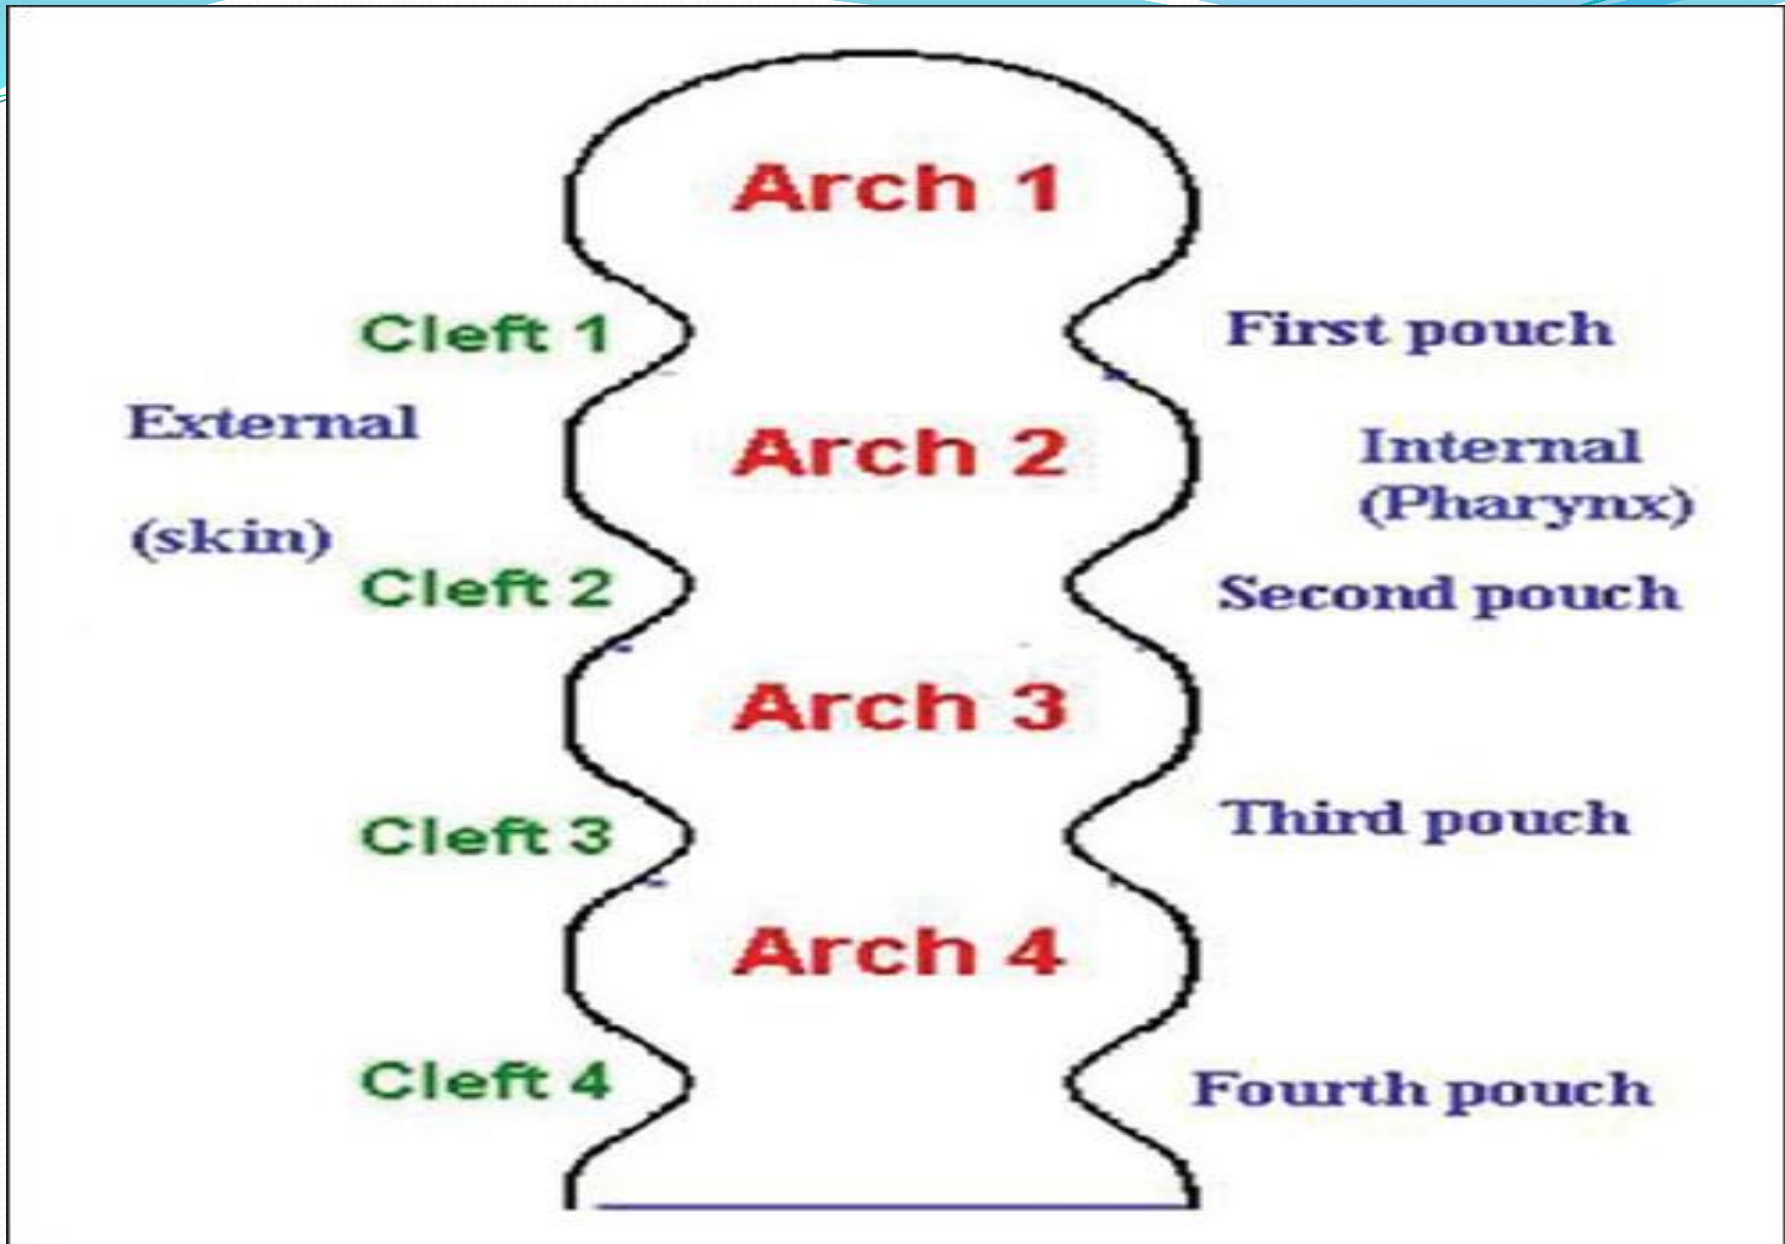 Arch 1
Cleft 1
First pouch
External
(skin)
Arch 2
Internal
(Pharynx)
Cleft 2
Second pouch
Arch 3
Cleft 3
Third pouch
Arch 4
Cleft 4
Fourth pouch